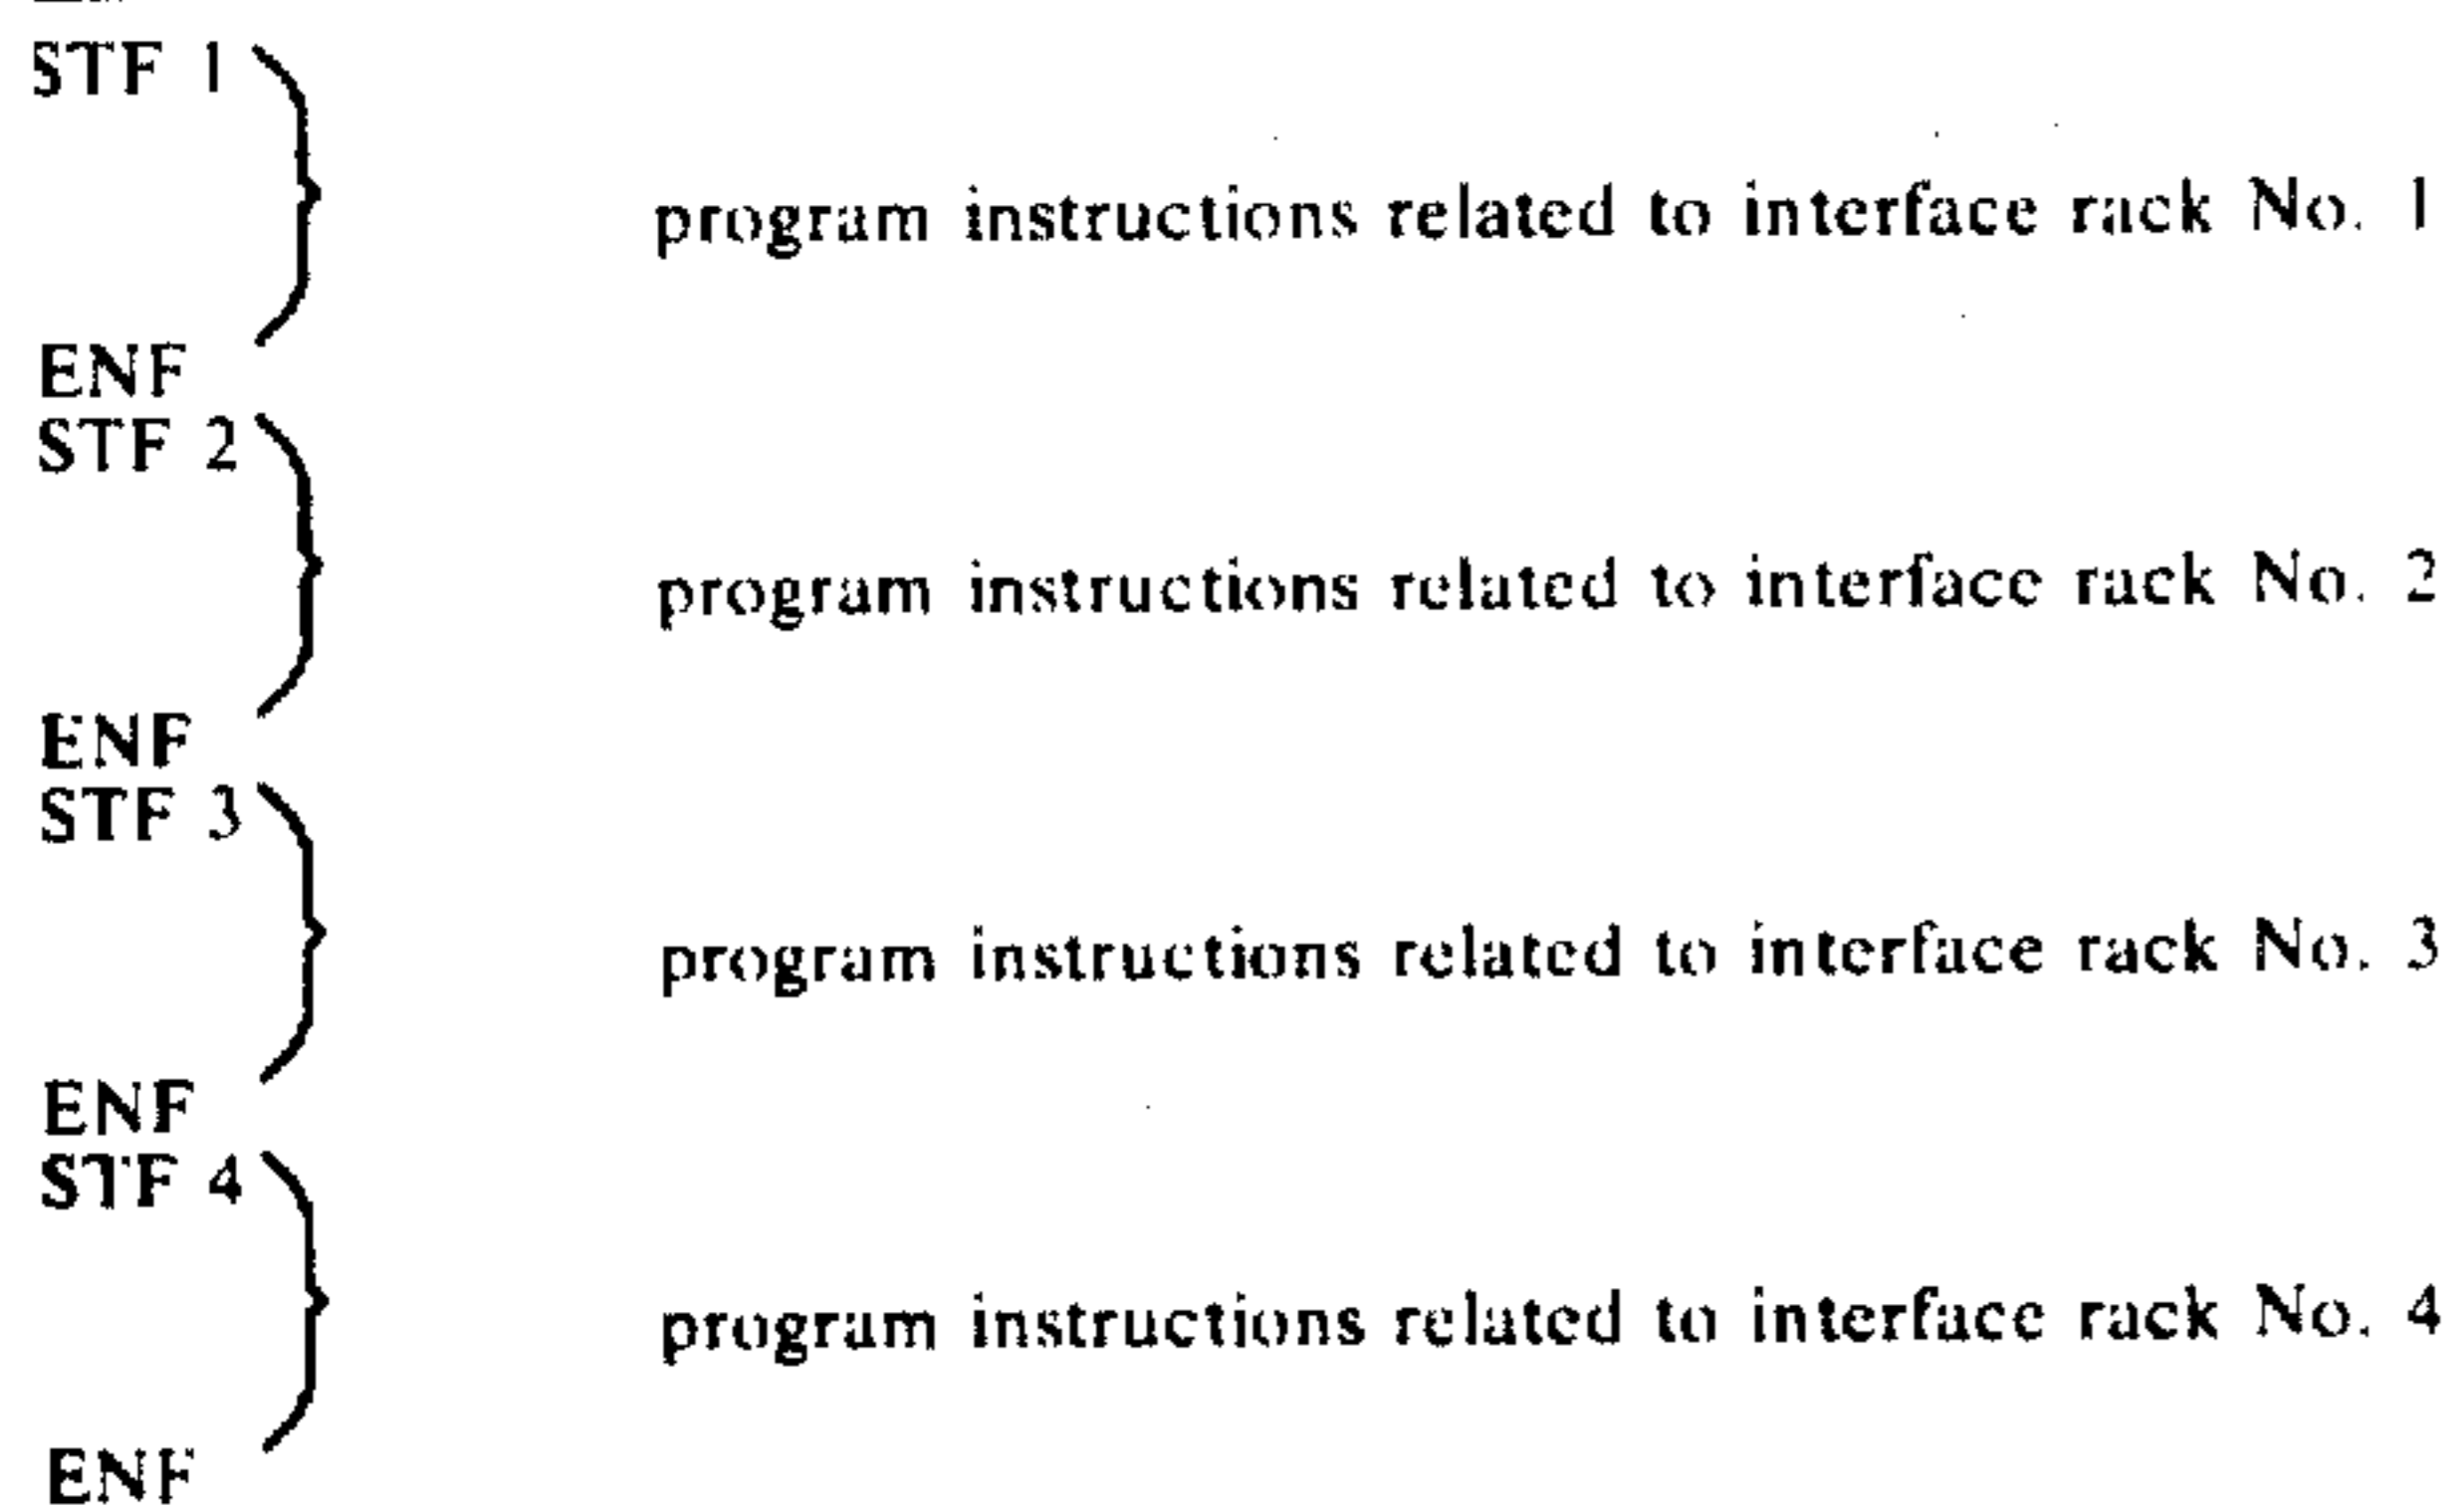 STF 1
program instructions related to interface rack No. 1
ENF
STF 2
program instructions related to interface rack No. 2
ENF
STF 3
program instructions related to interface rack No. 3
ENF
STF 4
program instructions related to interface rack No. 4
ENF